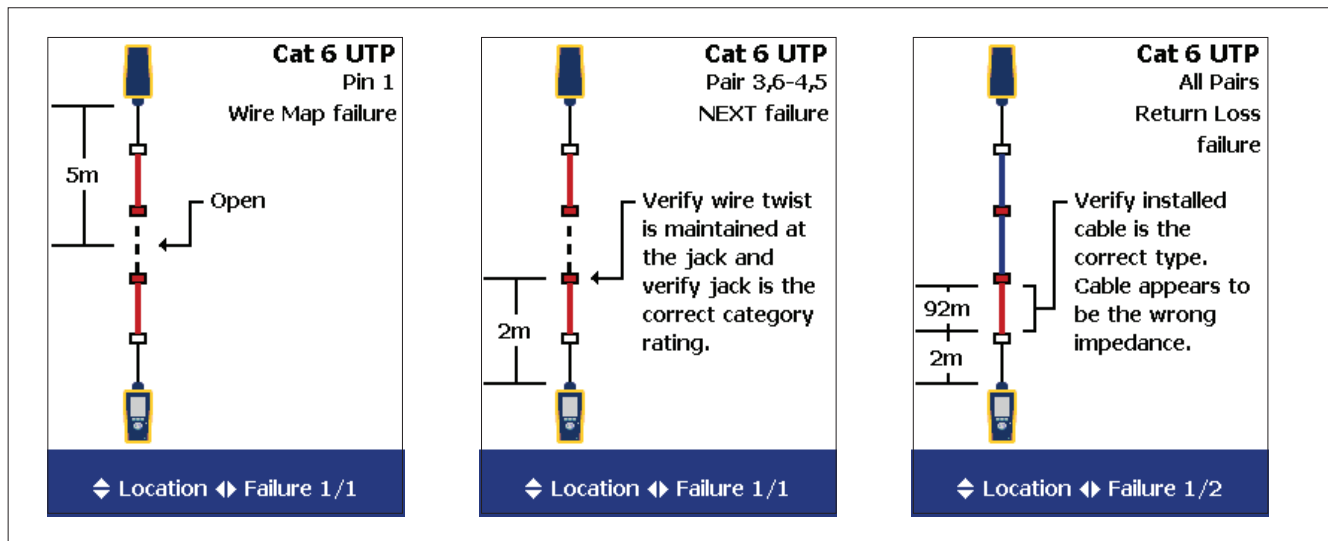 Cat 6 UTP
Pin 1
Wire Map failure
5m
Open
Location Failure 1/1
Cat 6 UTP
Pair 3,6-4,5
NEXT failure
Verify wire twist
is maintained at
the jack and
verify jack is the
correct category
rating.
2m
Location Failure 1/1
Cat 6 UTP
All Pairs
Return Loss
failure
Verify installed
cable is the
correct type.
Cable appears to
be the wrong
impedance.
92m
2m
Location Failure 1/2